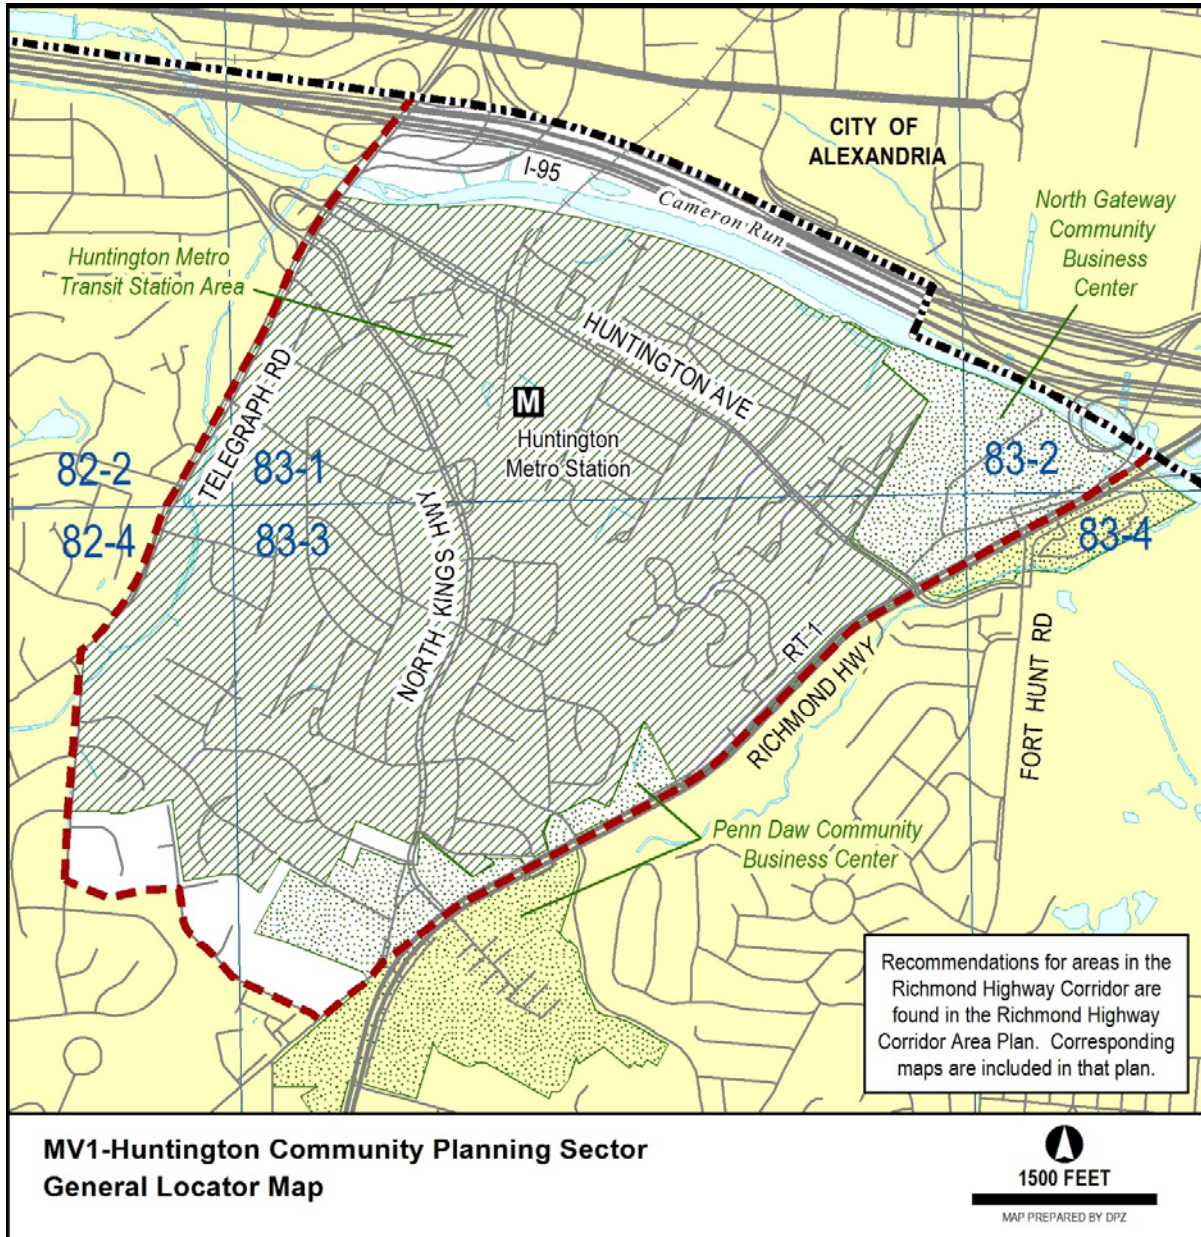 CITY OF
ALEXANDRIA
I-95
Cameron Run
North Gateway
Community
Business
Center
Huntington Metro
Transit Station Area
HUNTINGTON AVE
TELEGRAPH RD
M
Huntington
Metro Station
82-2
83-1
83-2
82-4
83-3
83-4
NORTH KINGS HWY
RT 1
RICHMOND HWY
FORT HUNT RD
Penn Daw Community
Business Center
Recommendations for areas in the
Richmond Highway Corridor are
found in the Richmond Highway
Corridor Area Plan. Corresponding
maps are included in that plan.
MV1-Huntington Community Planning Sector
General Locator Map
1500 FEET
MAP PREPARED BY DPZ